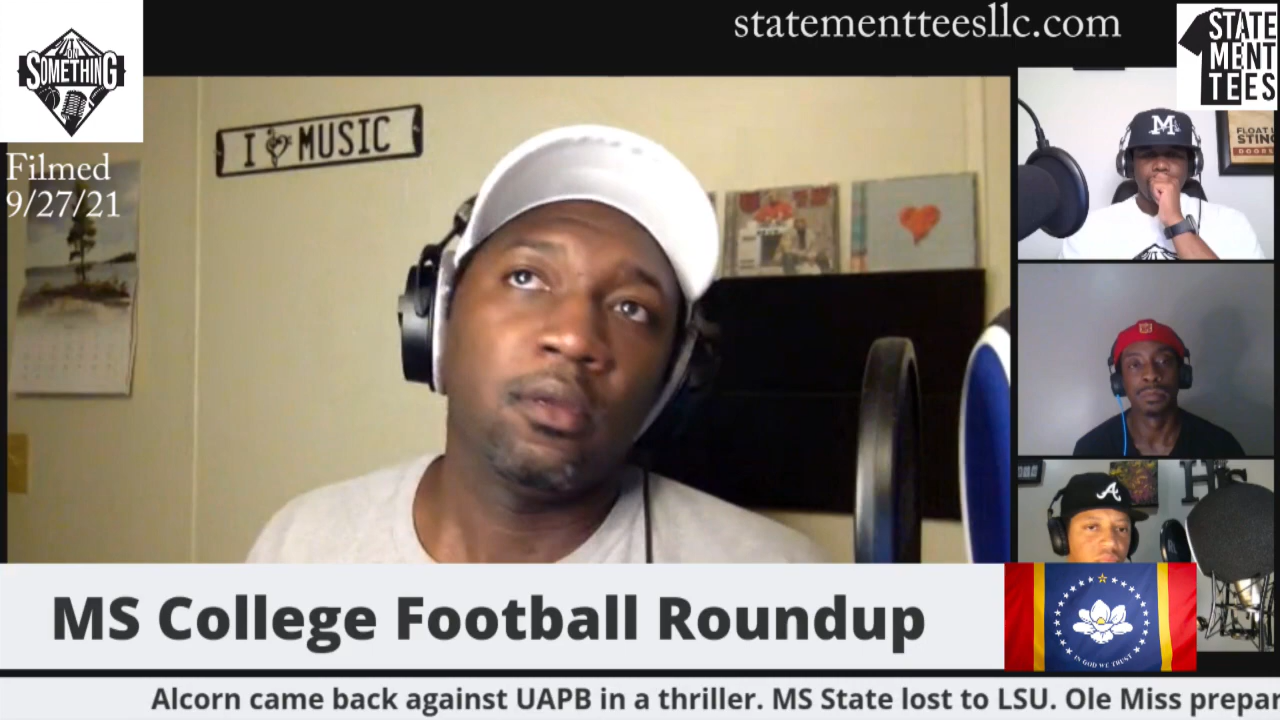 statementteesllc.com
I ON
SOMETHING
STATE
MENT
TEES
Filmed
9/27/21
I MUSIC
M
FLOAT
STING
A
MS College Football Roundup
IN GOD WE TRUST
Alcorn came back against UAPB in a thriller. MS State lost to LSU. Ole Miss prepar